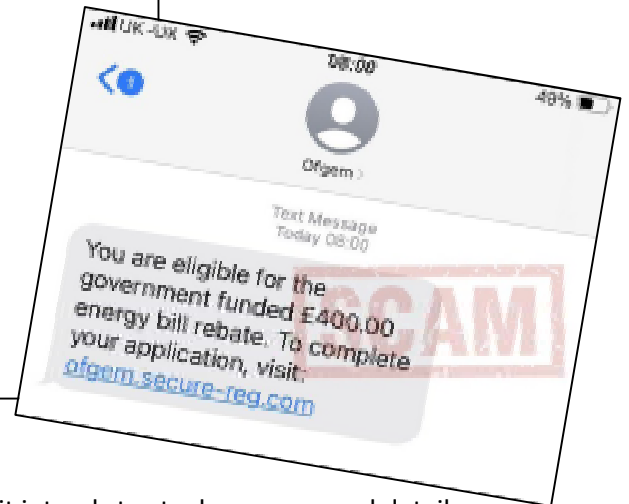 UK-UK
08:00
49%
Ofgem >
Text Message
Today 08:00
You are eligible for the
government funded £400.00
energy bill rebate. To complete
your application, visit:
ofgem.secure-reg.com
SCAM